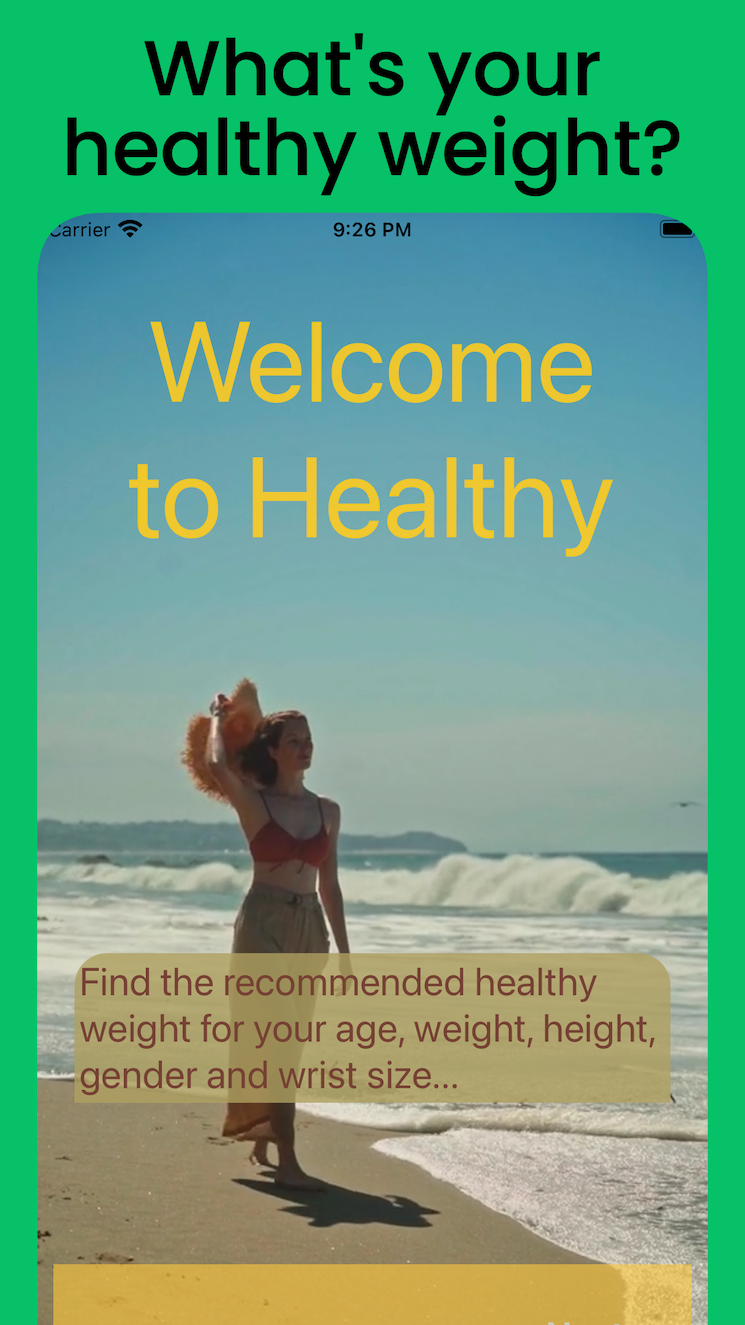 What's your
healthy weight?
Carrier
9:26 PM
Welcome
to Healthy
Find the recommended healthy
weight for your age, weight, height,
gender and wrist size...